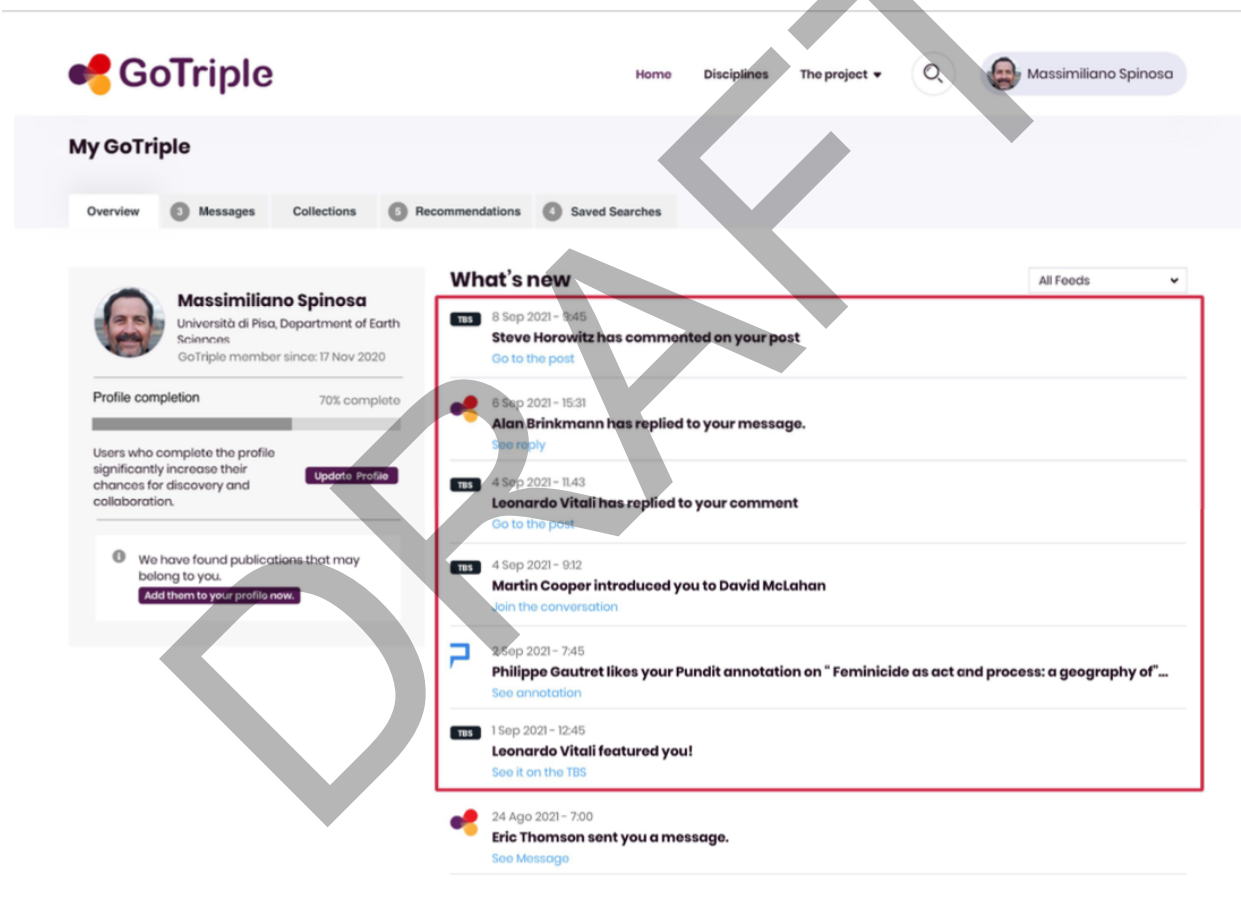 GoTriple
Home Disciplines The project
Massimiliano Spinosa
My GoTriple
Overview 3 Messages Collections 5 Recommendations 4 Saved Searches
Massimiliano Spinosa
Università di Pisa, Department of Earth
Sciences
GoTriple member since: 17 Nov 2020
Profile completion 70% complete
Users who complete the profile
significantly increase their
chances for discovery and
collaboration.
Update Profile
We have found publications that may
belong to you.
Add them to your profile now.
What's new
All Feeds
TBS 8 Sep 2021 - 9:45
Steve Horowitz has commented on your post
Go to the post
6 Sep 2021 - 15:31
Alan Brinkmann has replied to your message.
See reply
TBS 4 Sep 2021 - 11.43
Leonardo Vitali has replied to your comment
Go to the post
TBS 4 Sep 2021 - 9:12
Martin Cooper introduced you to David McLahan
Join the conversation
2 Sep 2021 - 7:45
Philippe Gautret likes your Pundit annotation on " Feminicide as act and process: a geography of"...
See annotation
TBS 1 Sep 2021 - 12:45
Leonardo Vitali featured you!
See it on the TBS
24 Ago 2021 - 7:00
Eric Thomson sent you a message.
See Message
DRAFT